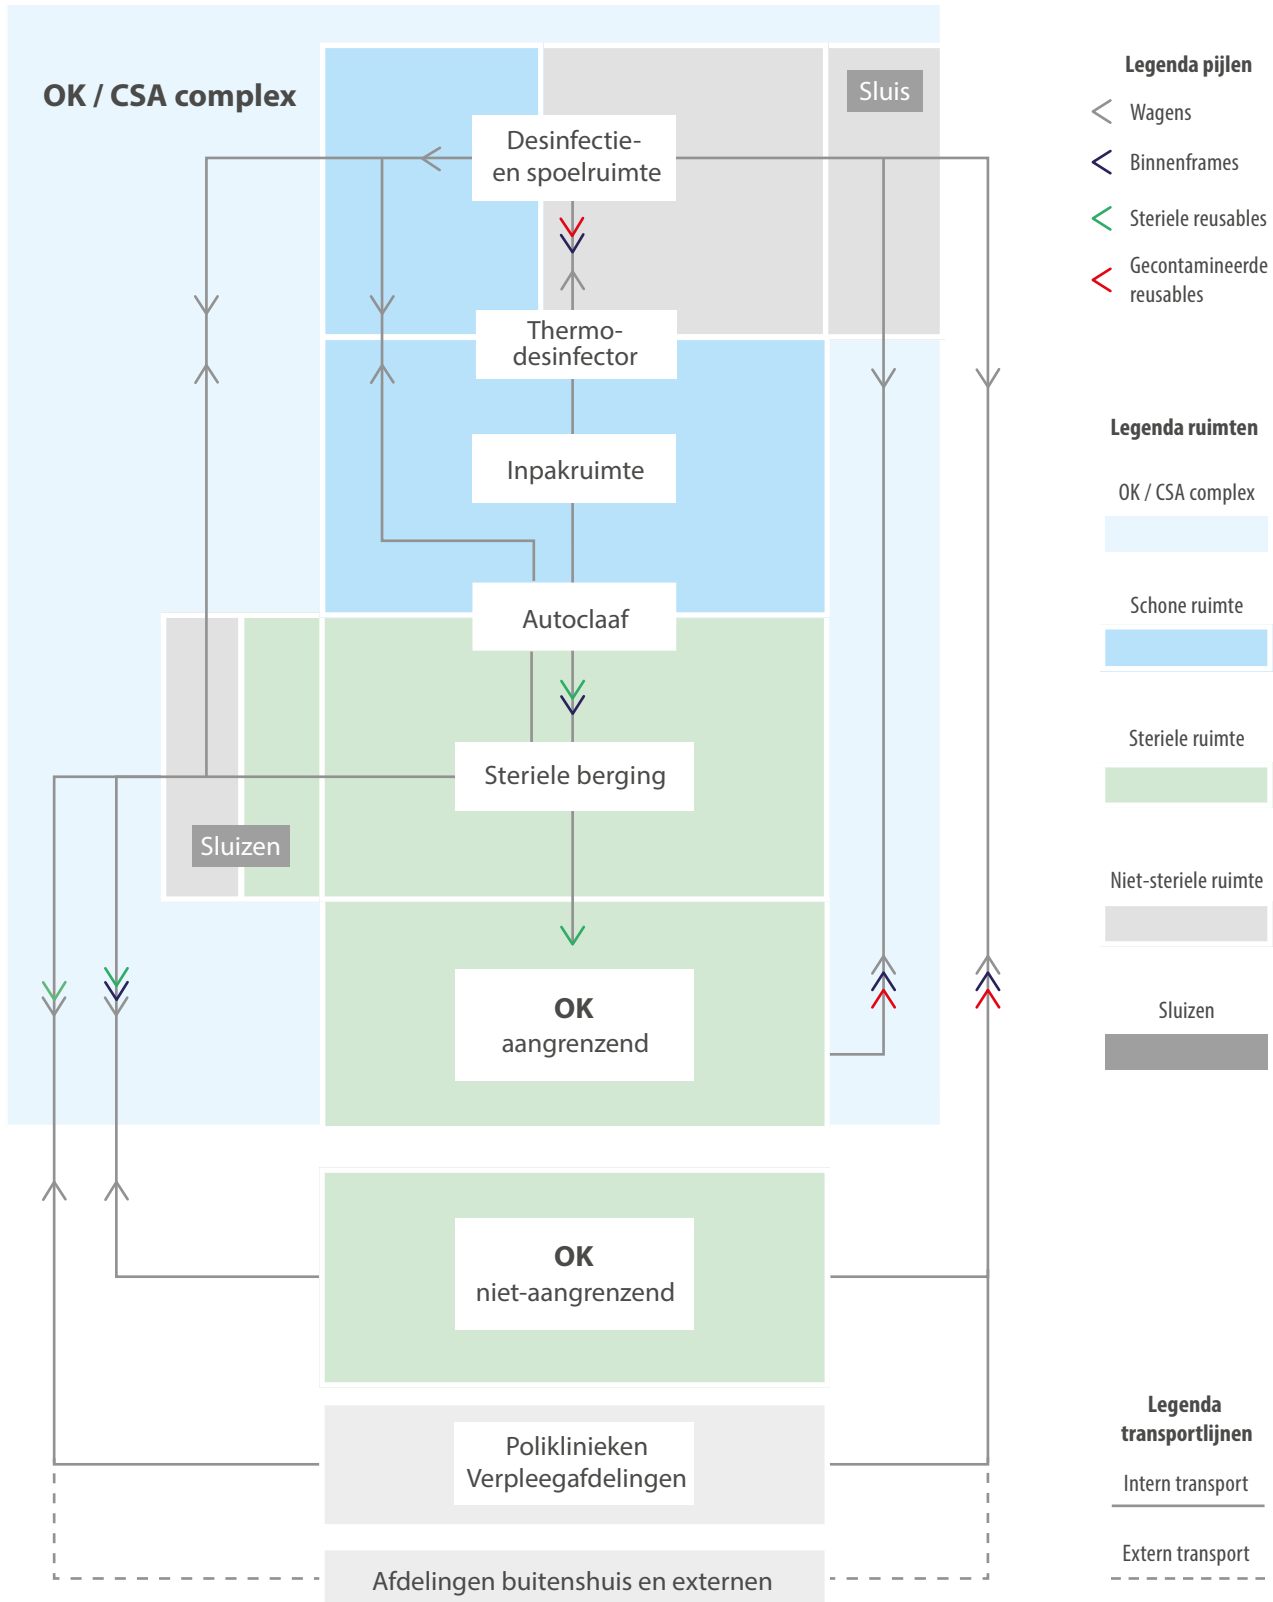 OK / CSA complex
Sluis
Desinfectie-
en spoelruimte
Thermo-
desinfector
Inpakruimte
Autoclaaf
Steriele berging
Sluizen
OK
aangrenzend
OK
niet-aangrenzend
Poliklinieken
Verpleegafdelingen
Afdelingen buitenshuis en externen
Legenda pijlen
Wagens
Binnenframes
Steriele reusables
Gecontamineerde
reusables
Legenda ruimten
OK / CSA complex
Schone ruimte
Steriele ruimte
Niet-steriele ruimte
Sluizen
Legenda
transportlijnen
Intern transport
Extern transport